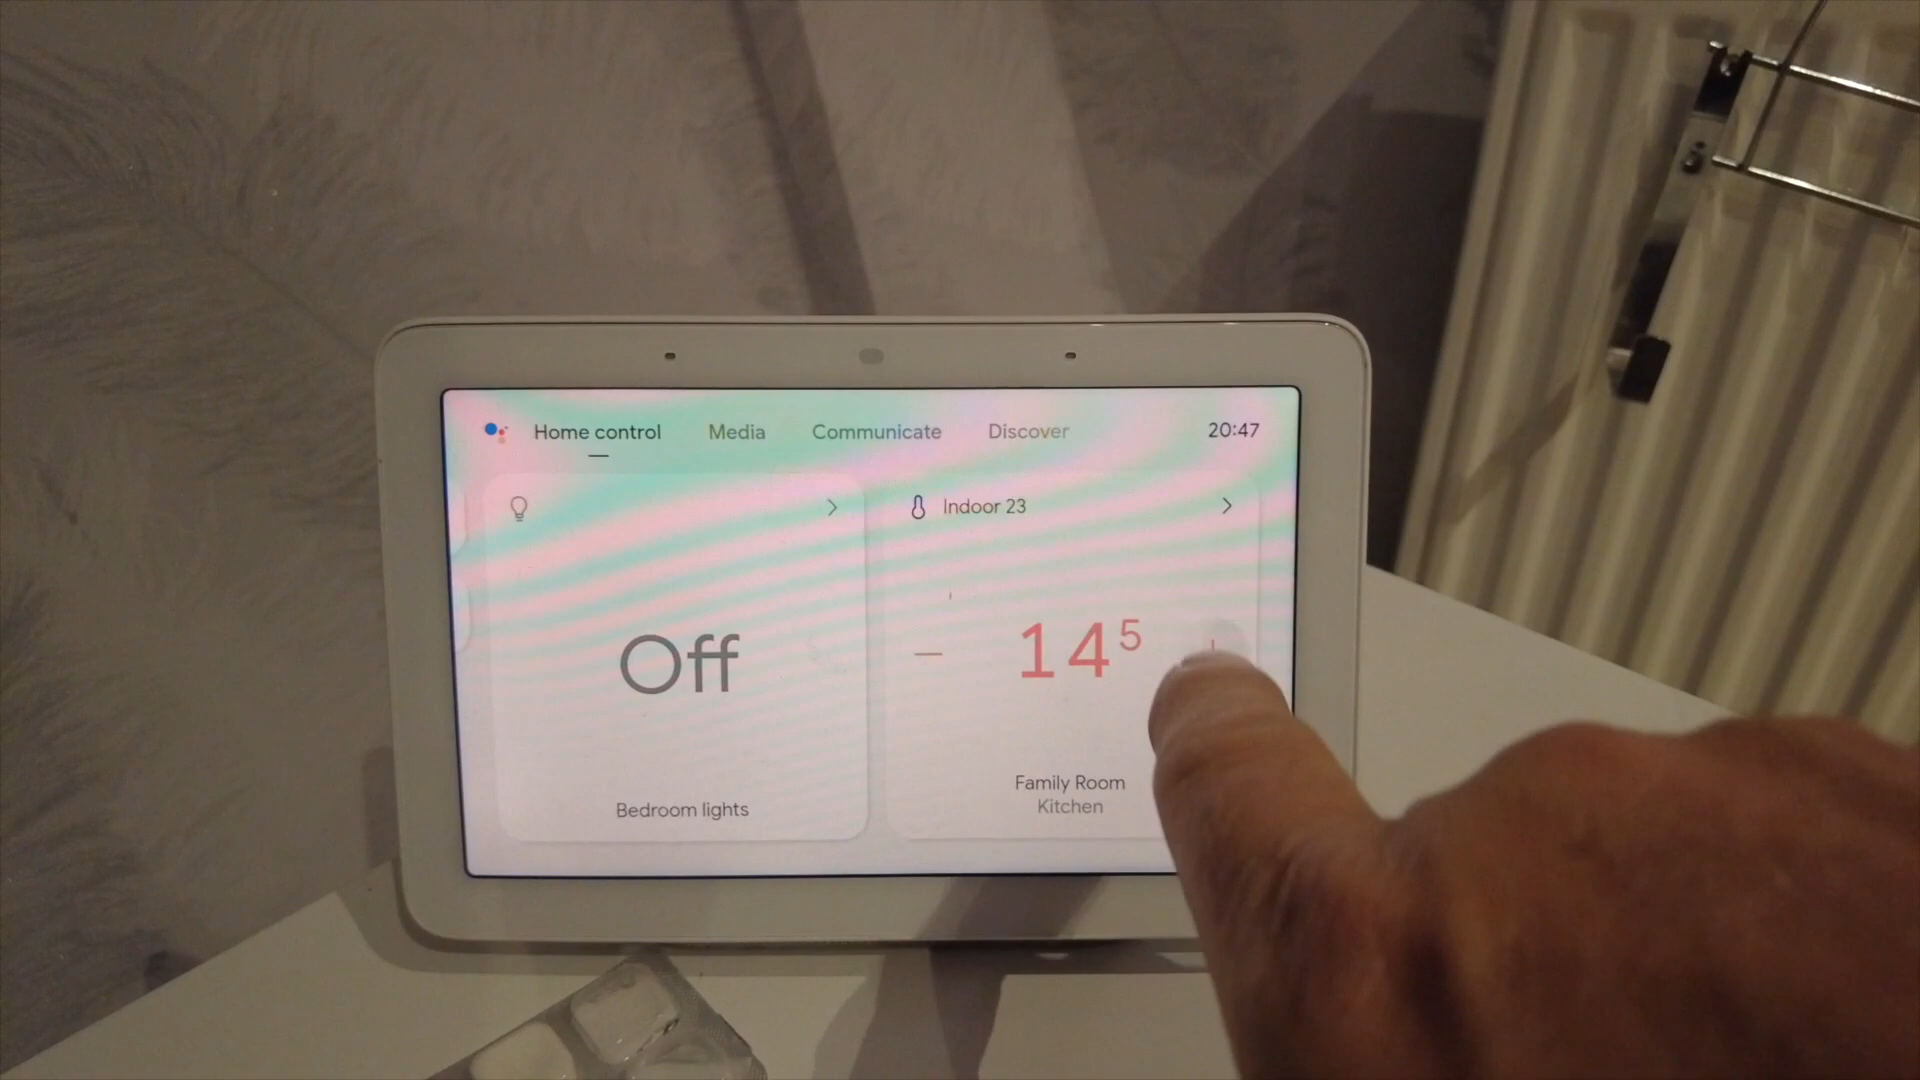 Home control Media Communicate Discover 20:47
Indoor 23
Off
14⁵
Bedroom lights
Family Room
Kitchen